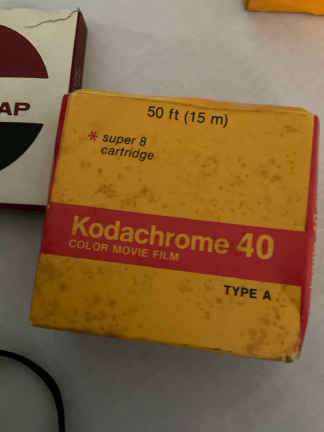 AP
50 ft (15 m)
* super 8
cartridge
Kodachrome 40
COLOR MOVIE FILM
TYPE A